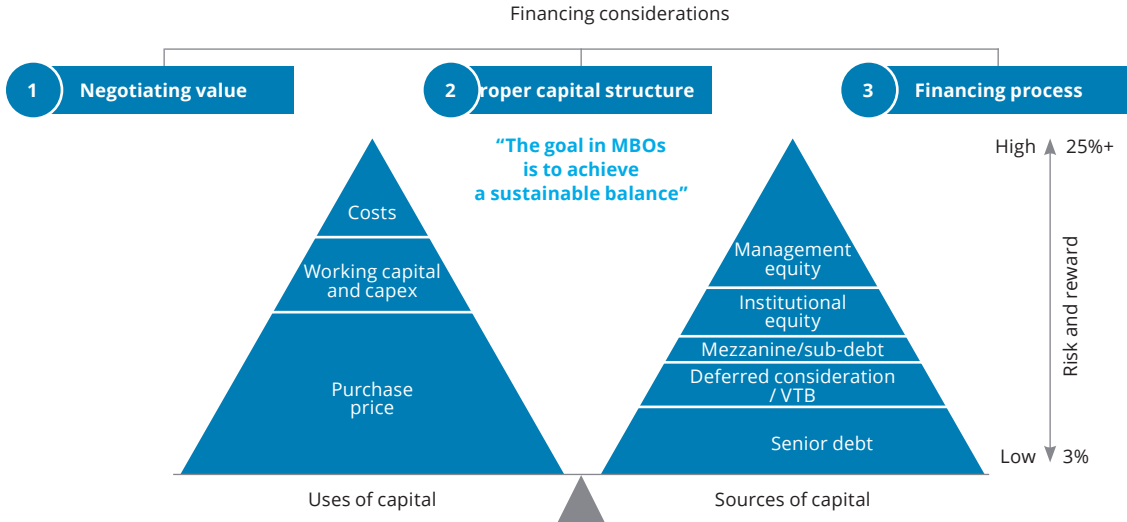 Financing considerations
1 Negotiating value
2 roper capital structure
3 Financing process
“The goal in MBOs
is to achieve
a sustainable balance”
Costs
Working capital
and capex
Purchase
price
Uses of capital
Management
equity
Institutional
equity
Mezzanine/sub-debt
Deferred consideration
/ VTB
Senior debt
Sources of capital
High 25%+
Risk and reward
Low 3%